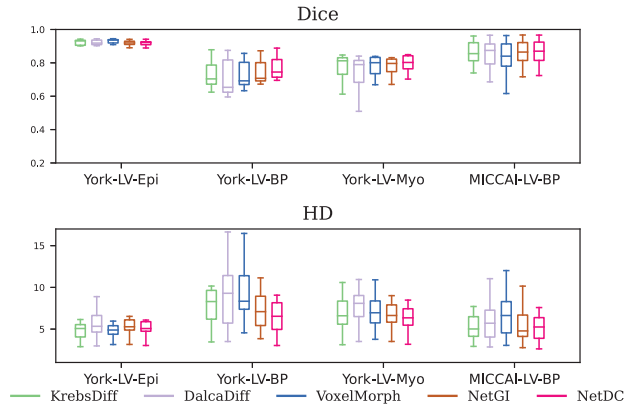 Dice
1.0
0.8
0.6
0.4
0.2
York-LV-Epi York-LV-BP York-LV-Myo MICCAI-LV-BP
HD
15
10
5
York-LV-Epi York-LV-BP York-LV-Myo MICCAI-LV-BP
KrebsDiff DalcaDiff VoxelMorph NetGI NetDC